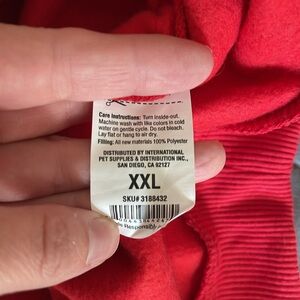 Care Instructions: Turn inside-out.
Machine wash with like colors in cold
water on gentle cycle. Do not bleach.
Lay flat or hang to air dry.
Filling: All new materials 100% Polyester
DISTRIBUTED BY INTERNATIONAL
PET SUPPLIES & DISTRIBUTION INC.,
SAN DIEGO, CA 92127
XXL
SKU# 3188432
Responsibly